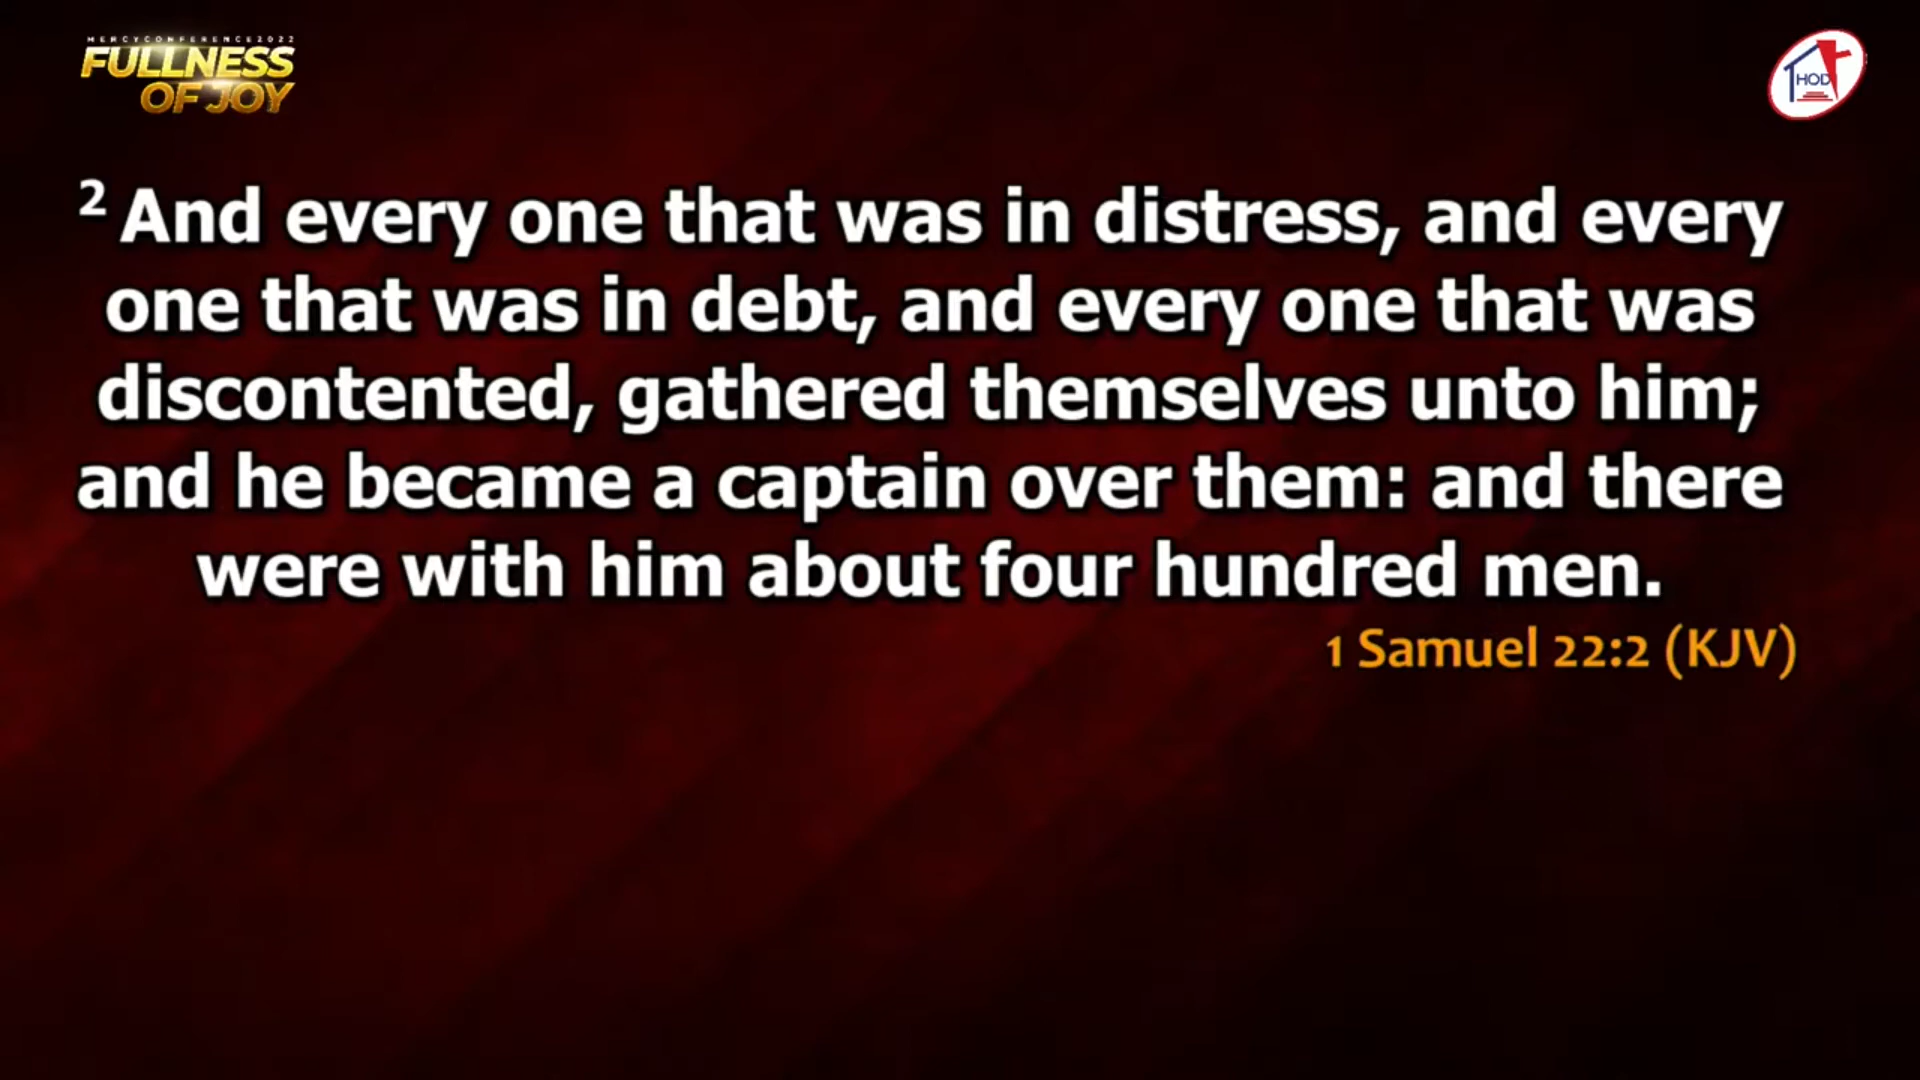 MERCYCONFERENCE2022
FULLNESS
OF JOY
HOD
2 And every one that was in distress, and every
one that was in debt, and every one that was
discontented, gathered themselves unto him;
and he became a captain over them: and there
were with him about four hundred men.
1 Samuel 22:2 (KJV)